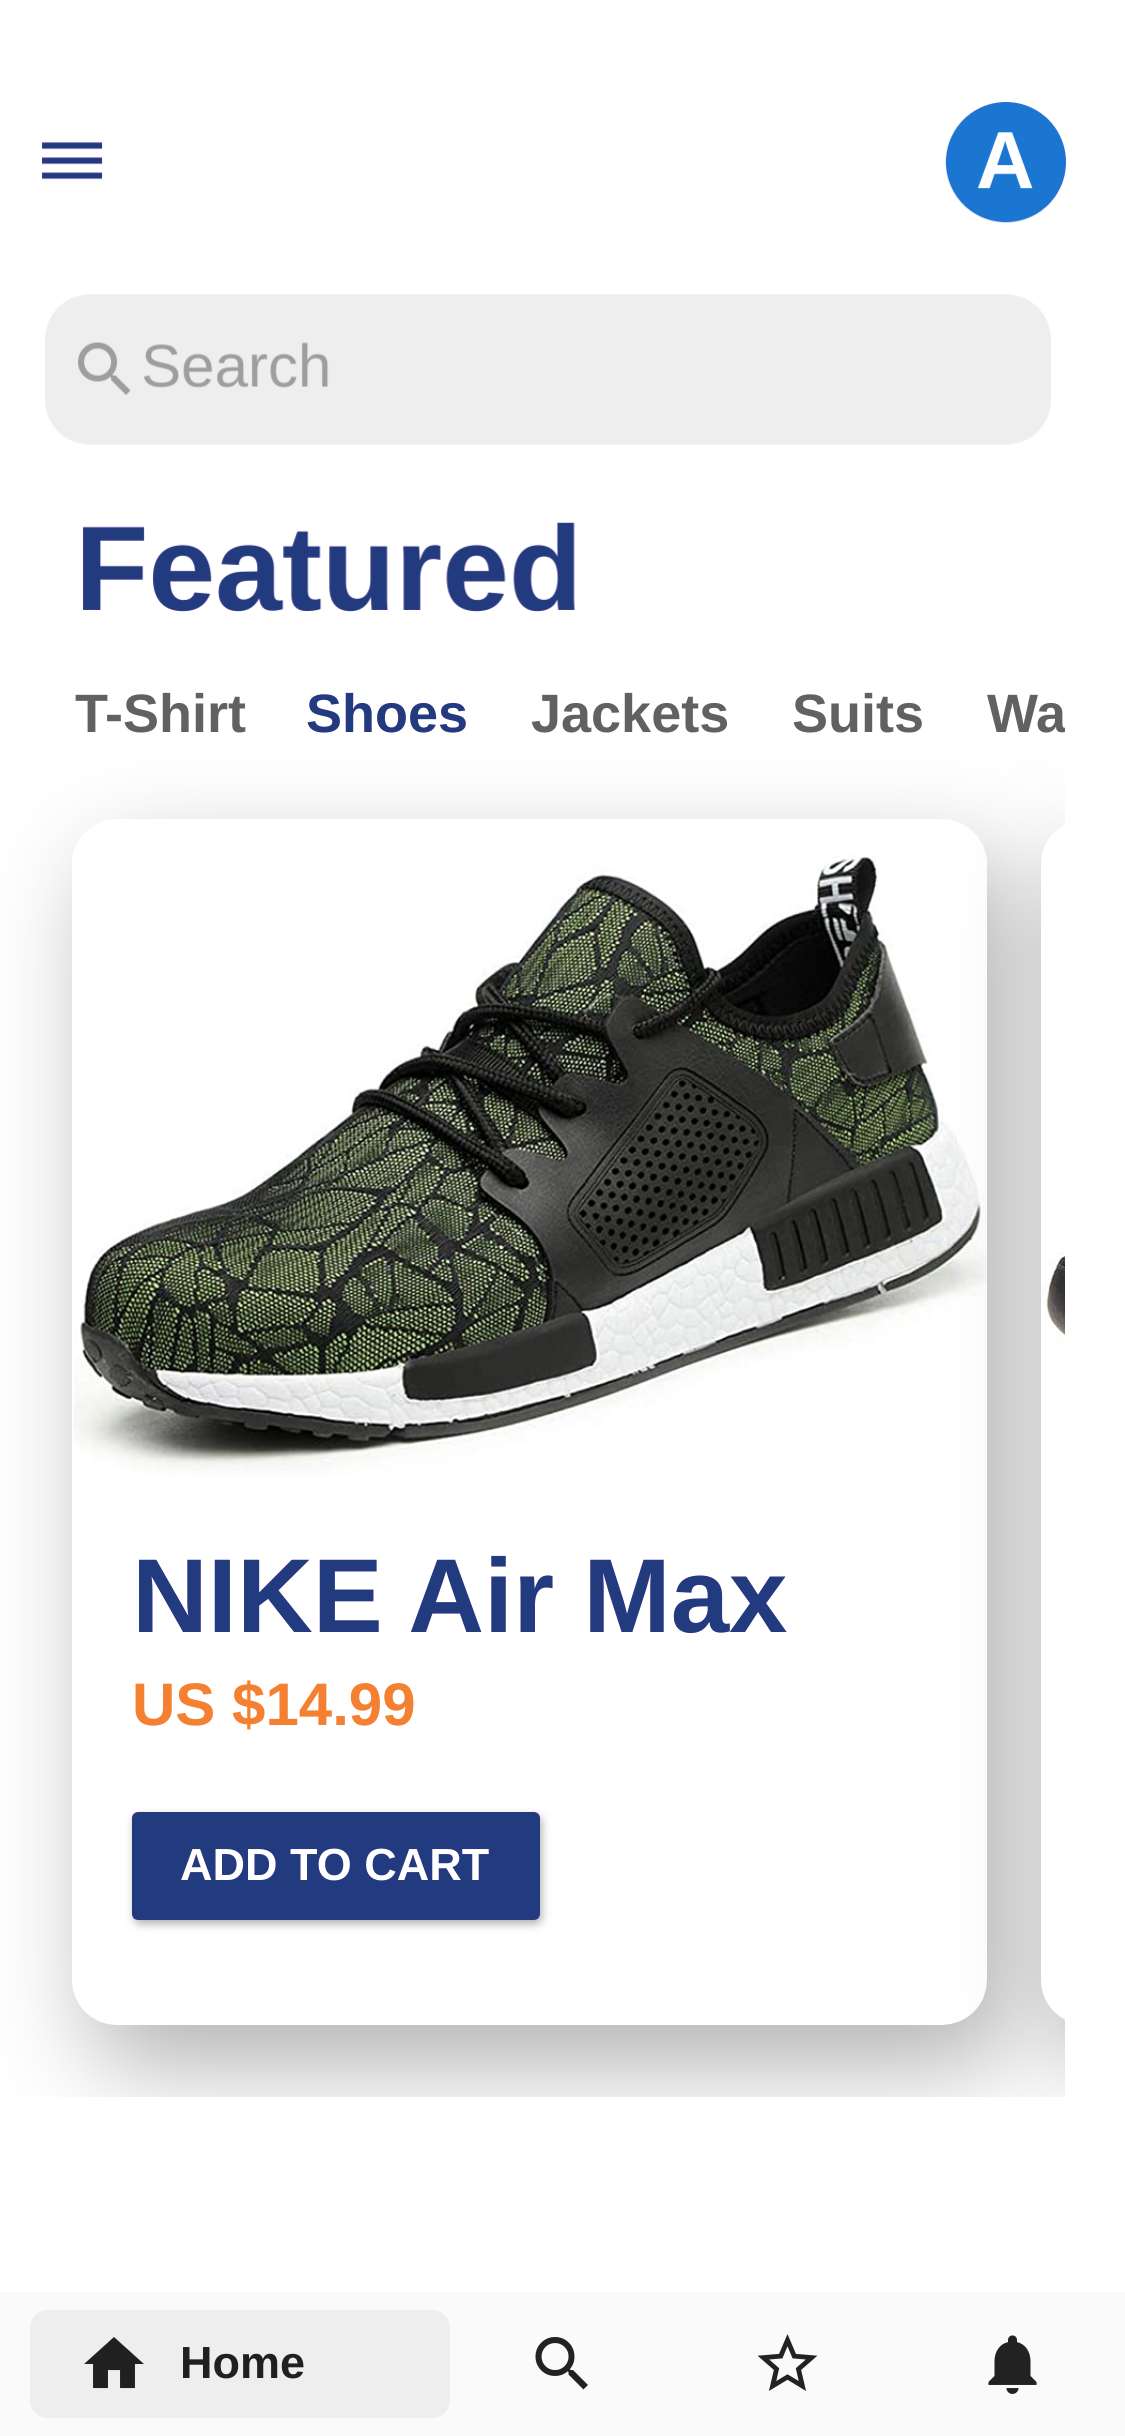 A
Search
Featured
T-Shirt Shoes Jackets Suits Wa
NIKE Air Max
US $14.99
ADD TO CART
Home